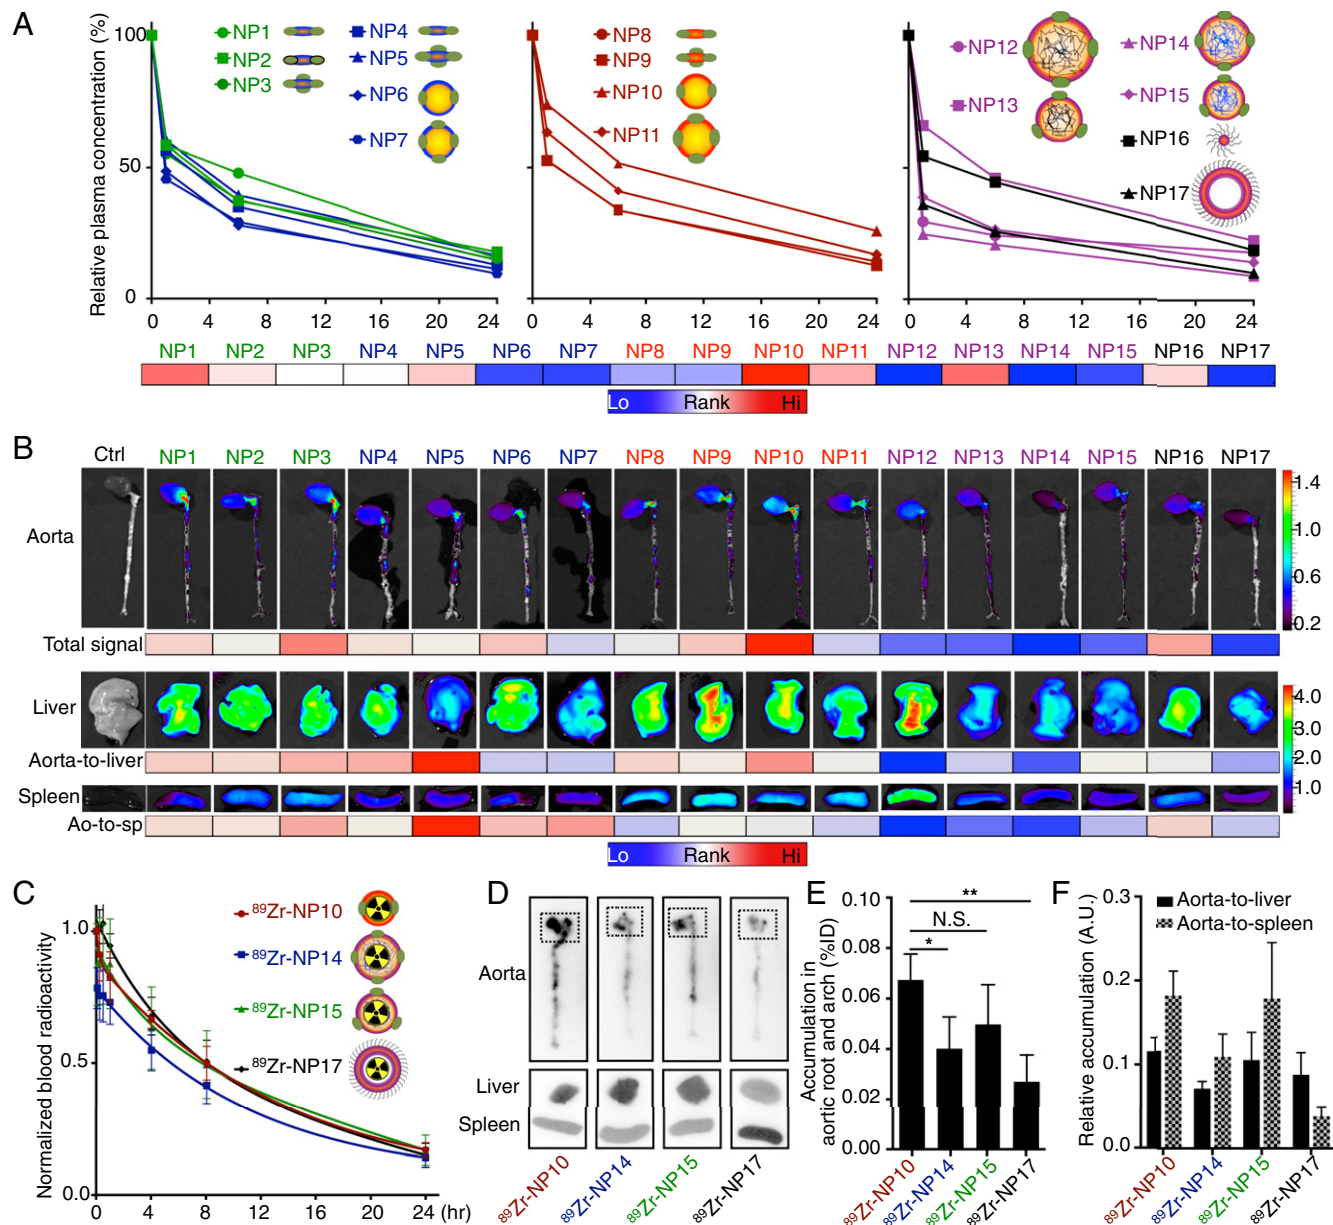 A
Relative plasma concentration (%)
100
50
0
NP1
NP2
NP3
NP4
NP5
NP6
NP7
0 4 8 12 16 20 24
NP8
NP9
NP10
NP11
0 4 8 12 16 20 24
NP12
NP13
NP14
NP15
NP16
NP17
0 4 8 12 16 20 24
NP1 NP2 NP3 NP4 NP5 NP6 NP7 NP8 NP9 NP10 NP11 NP12 NP13 NP14 NP15 NP16 NP17
Lo Rank Hi
B
Ctrl NP1 NP2 NP3 NP4 NP5 NP6 NP7 NP8 NP9 NP10 NP11 NP12 NP13 NP14 NP15 NP16 NP17
Aorta
1.4
1.0
0.6
0.2
Total signal
Liver
4.0
3.0
2.0
1.0
Aorta-to-liver
Spleen
Ao-to-sp
Lo Rank Hi
C
Normalized blood radioactivity
1.0
0.5
0.0
⁸⁹Zr-NP10
⁸⁹Zr-NP14
⁸⁹Zr-NP15
⁸⁹Zr-NP17
0 4 8 12 16 20 24 (hr)
D
Aorta
Liver
Spleen
⁸⁹Zr-NP10 ⁸⁹Zr-NP14 ⁸⁹Zr-NP15 ⁸⁹Zr-NP17
E
Accumulation in
aortic root and arch (%ID)
0.10
0.08
0.06
0.04
0.02
0.00
**
N.S.
*
⁸⁹Zr-NP10 ⁸⁹Zr-NP14 ⁸⁹Zr-NP15 ⁸⁹Zr-NP17
F
Relative accumulation (A.U.)
0.3
0.2
0.1
0.0
Aorta-to-liver
Aorta-to-spleen
⁸⁹Zr-NP10 ⁸⁹Zr-NP14 ⁸⁹Zr-NP15 ⁸⁹Zr-NP17